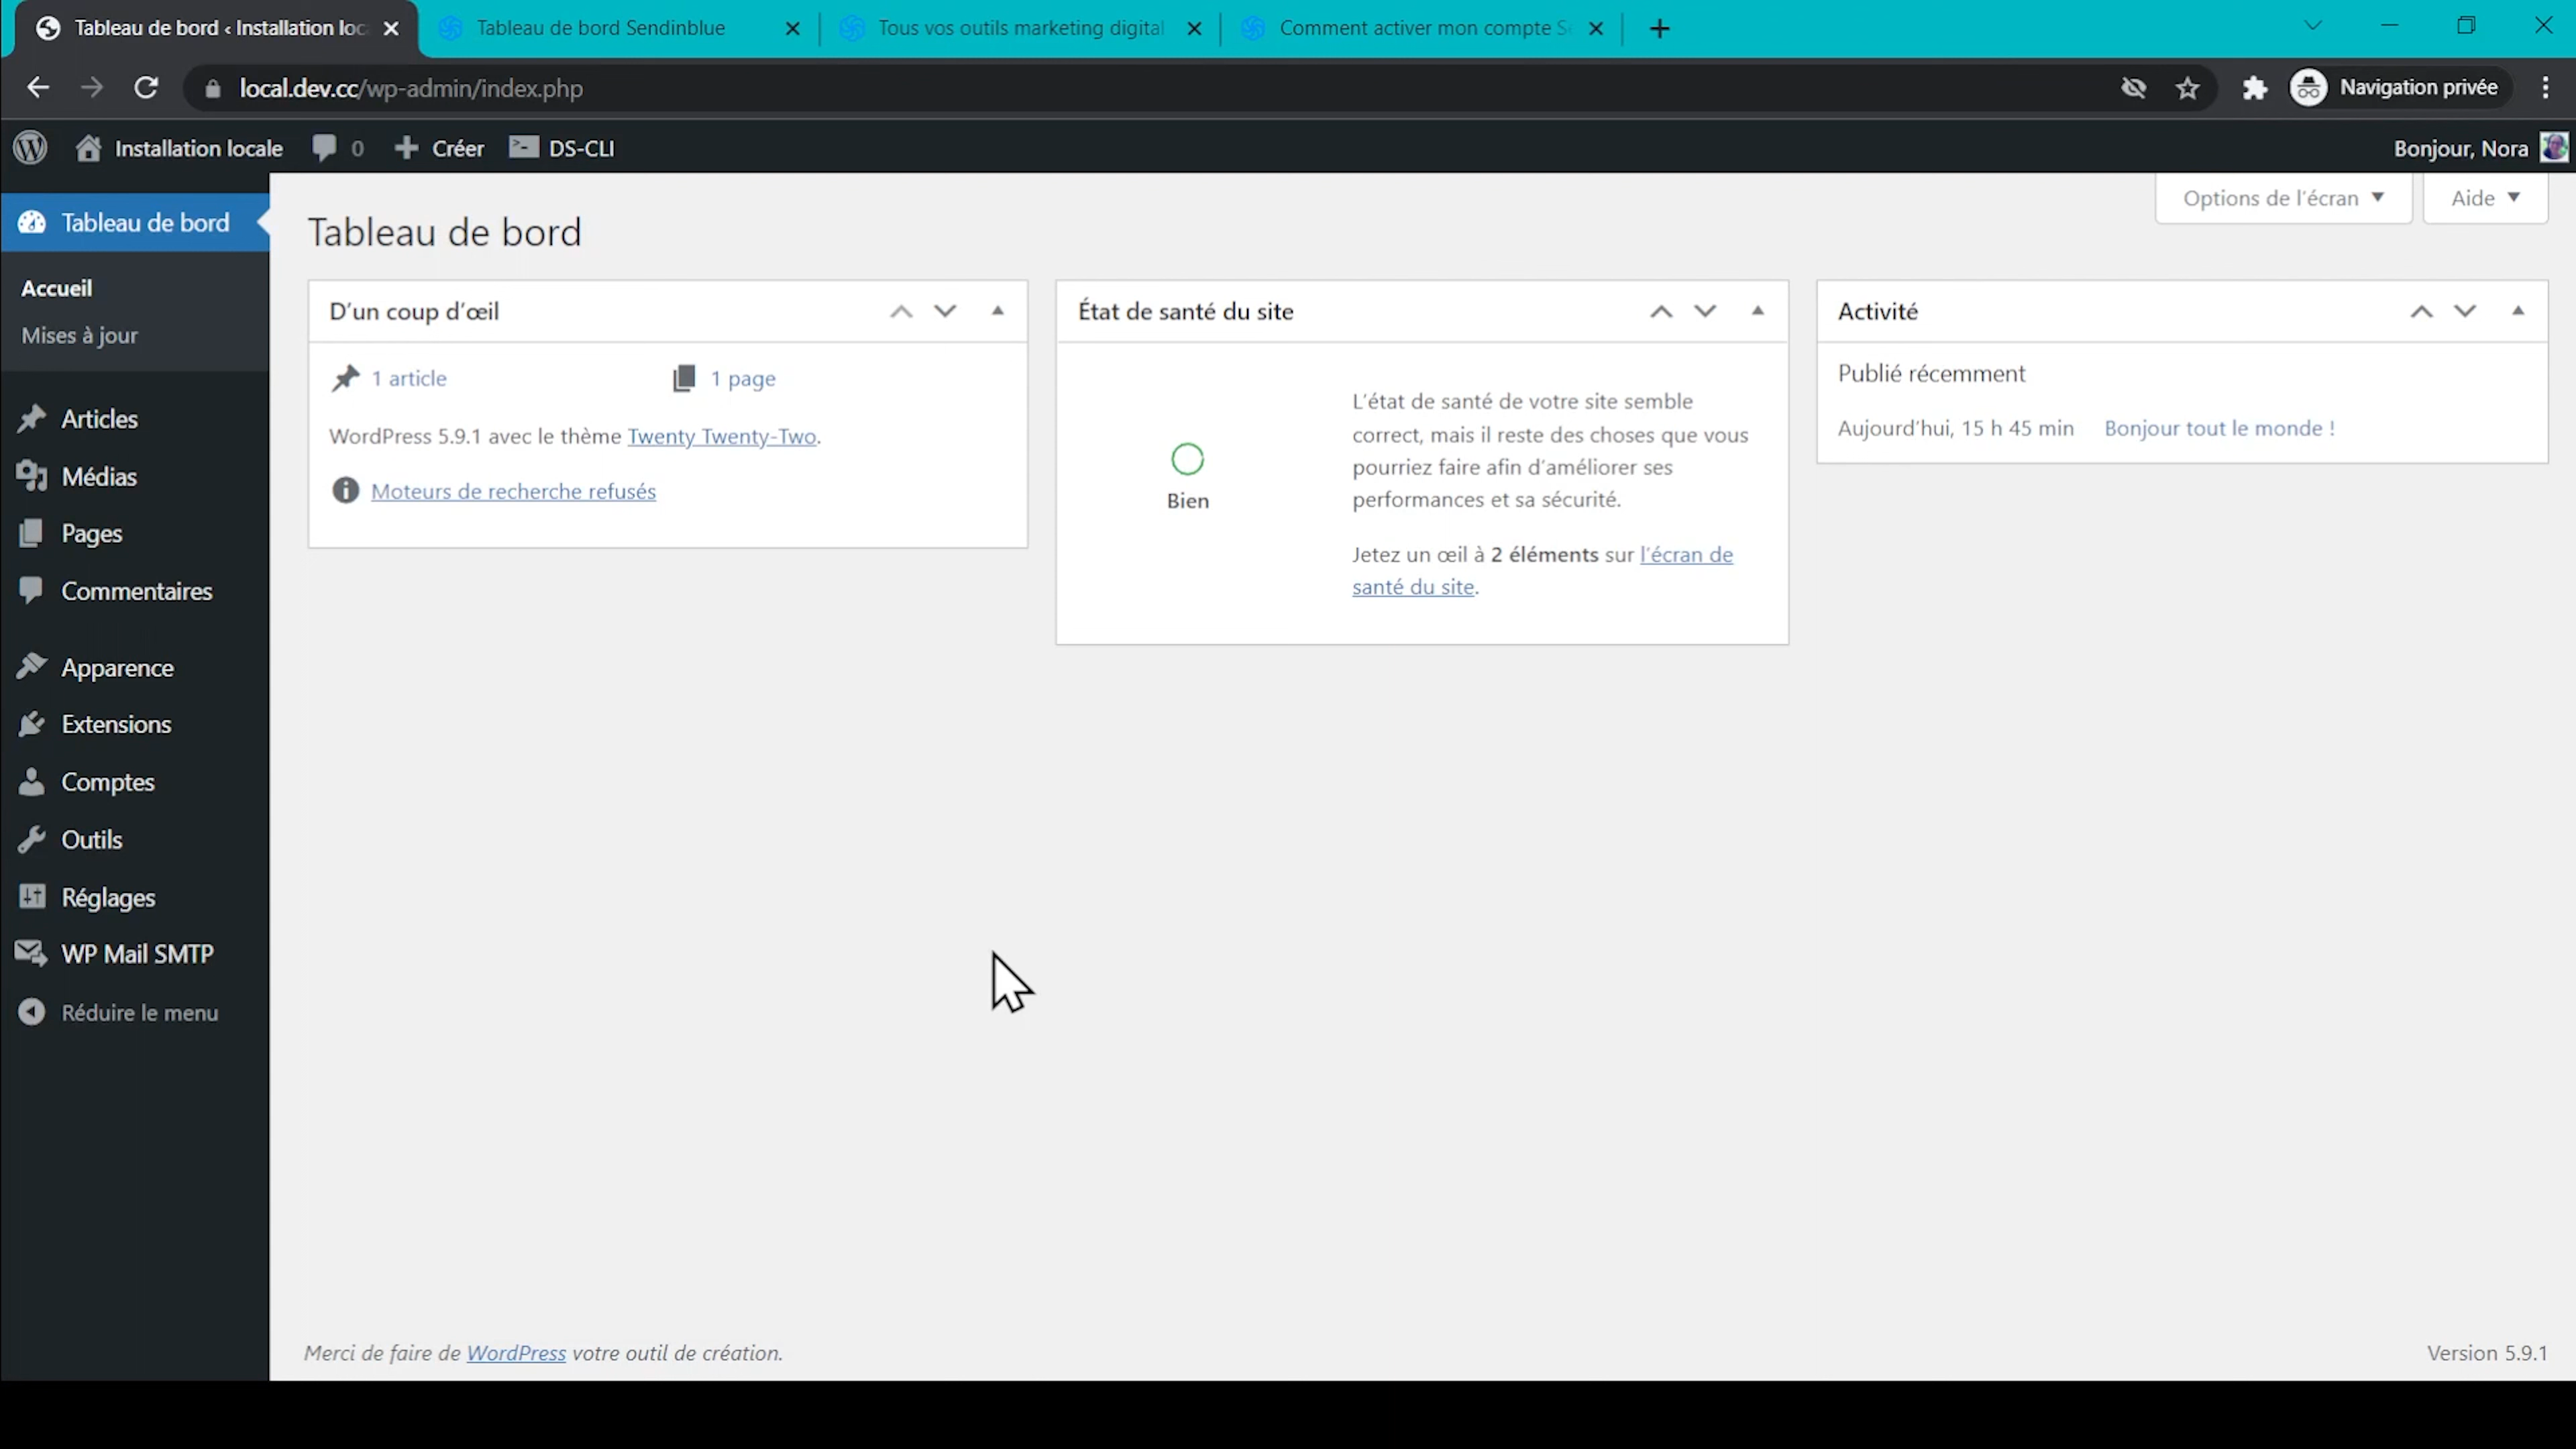 Tableau de bord ‹ Installation loc
Tableau de bord Sendinblue
Tous vos outils marketing digital
Comment activer mon compte Se
local.dev.cc/wp-admin/index.php
Navigation privée
Installation locale
0
Créer
DS-CLI
Bonjour, Nora
Tableau de bord
Accueil
Mises à jour
Articles
Médias
Pages
Commentaires
Apparence
Extensions
Comptes
Outils
Réglages
WP Mail SMTP
Réduire le menu
Options de l’écran
Aide
Tableau de bord
D’un coup d’œil
1 article
1 page
WordPress 5.9.1 avec le thème Twenty Twenty-Two.
Moteurs de recherche refusés
État de santé du site
Bien
L’état de santé de votre site semble
correct, mais il reste des choses que vous
pourriez faire afin d’améliorer ses
performances et sa sécurité.
Jetez un œil à 2 éléments sur l’écran de
santé du site.
Activité
Publié récemment
Aujourd’hui, 15 h 45 min
Bonjour tout le monde !
Merci de faire de WordPress votre outil de création.
Version 5.9.1